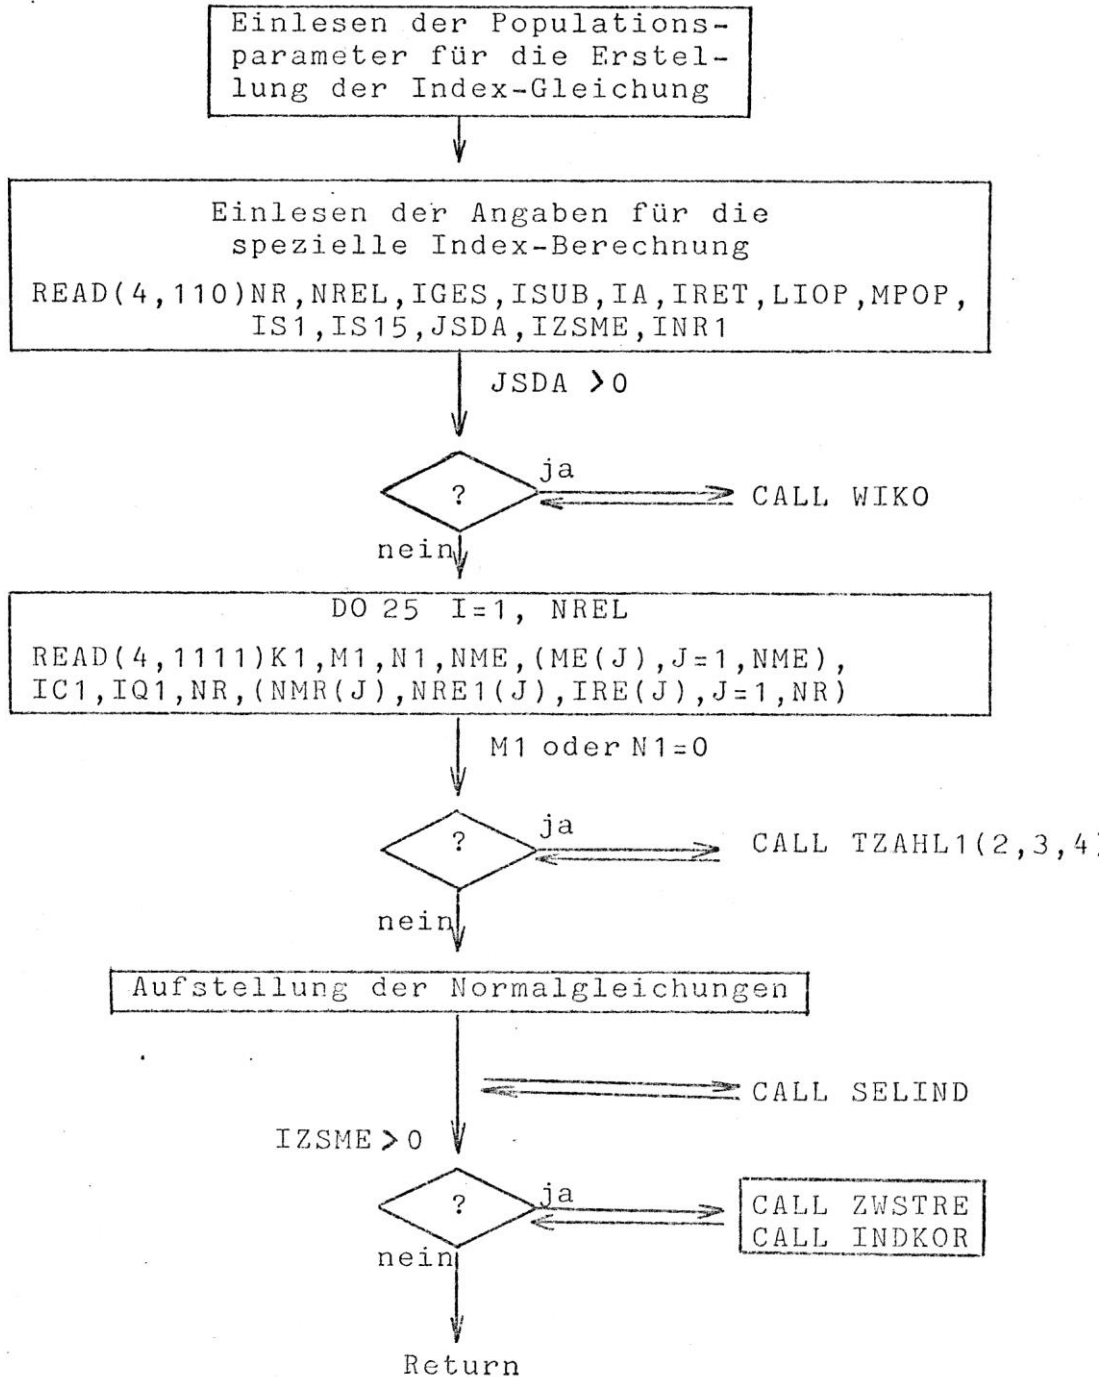 Einlesen der Populations-
parameter für die Erstel-
lung der Index-Gleichung
Einlesen der Angaben für die
spezielle Index-Berechnung
READ(4,110)NR,NREL,IGES,ISUB,IA,IRET,LIOP,MPOP,
IS1,IS15,JSDA,IZSME,INR1
JSDA >0
ja
? CALL WIKO
nein
DO 25 I=1, NREL
READ(4,1111)K1,M1,N1,NME,(ME(J),J=1,NME),
IC1,IQ1,NR,(NMR(J),NRE1(J),IRE(J),J=1,NR)
M1 oder N1=0
ja
? CALL TZAHL1(2,3,4)
nein
Aufstellung der Normalgleichungen
CALL SELIND
IZSME>0
ja
? CALL ZWSTRE
CALL INDKOR
nein
Return